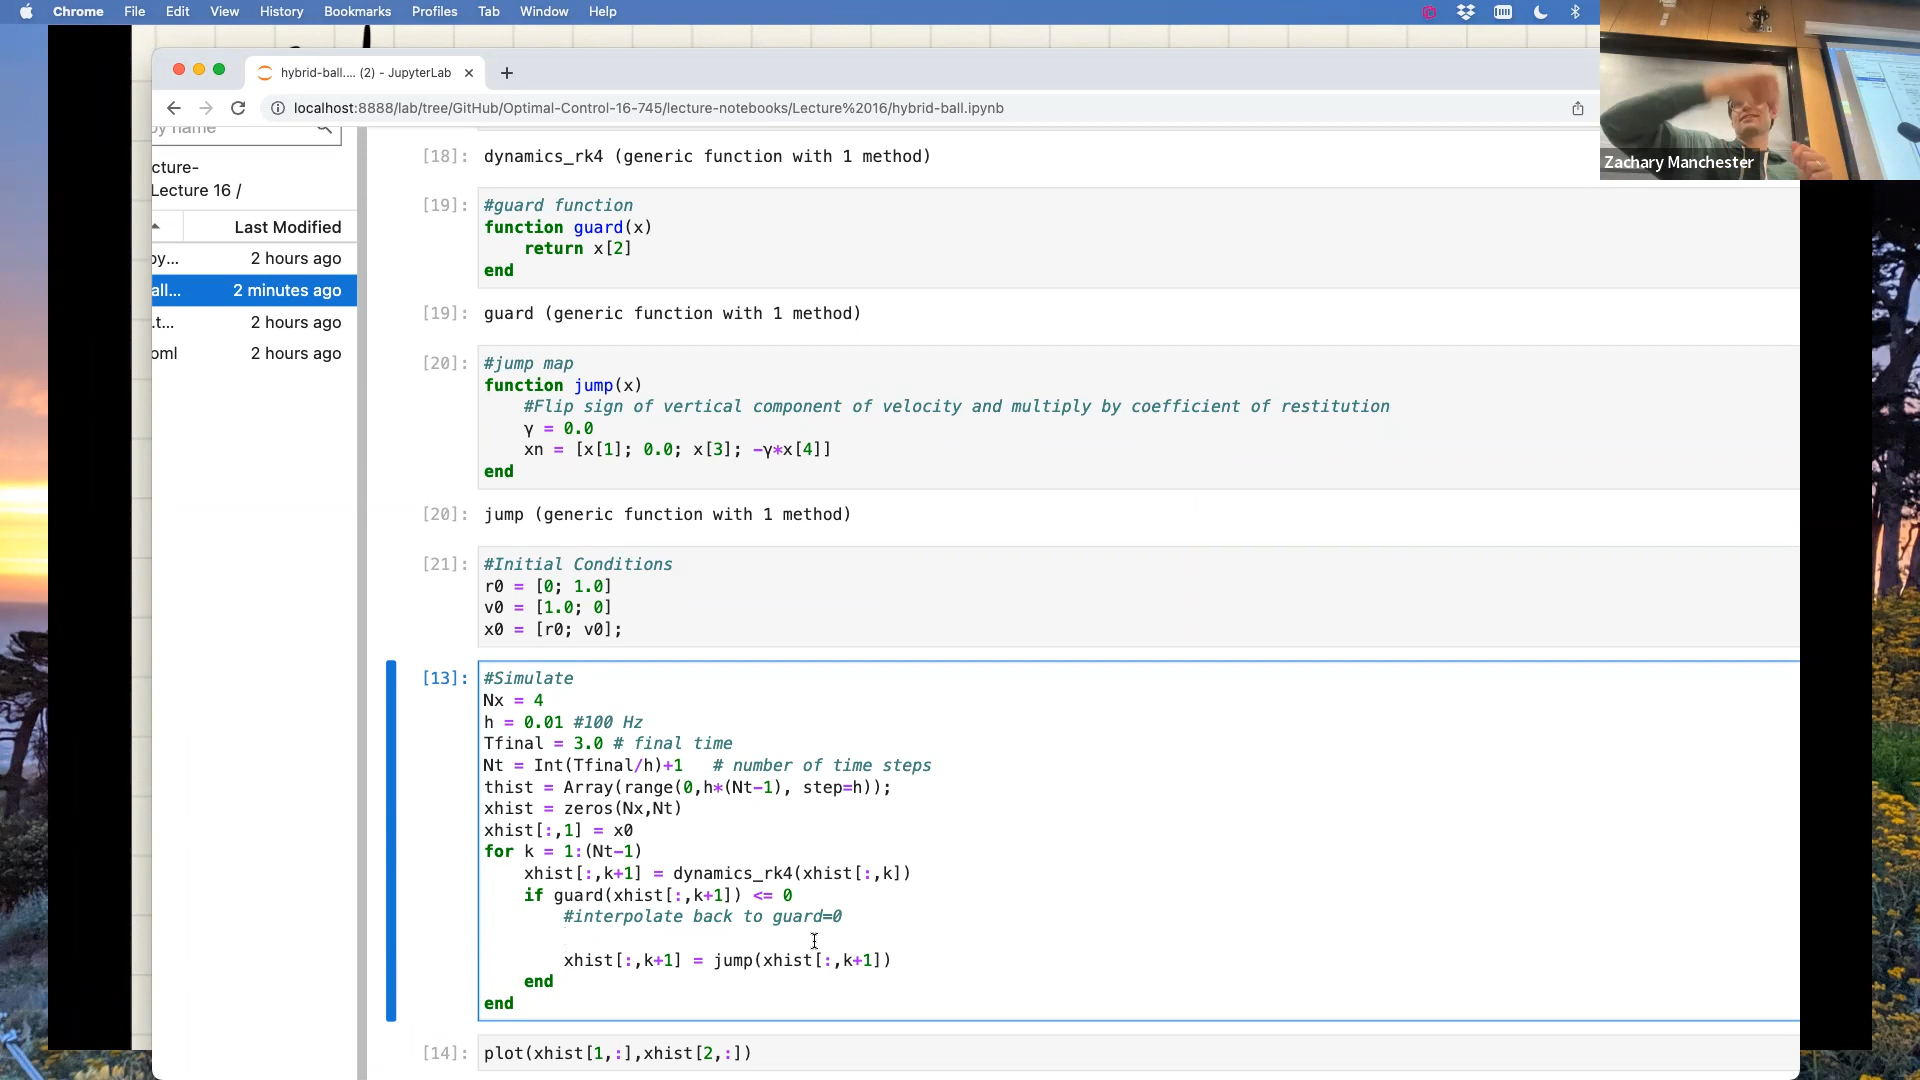 Chrome File Edit View History Bookmarks Profiles Tab Window Help
hybrid-ball.... (2) - JupyterLab
localhost:8888/lab/tree/GitHub/Optimal-Control-16-745/lecture-notebooks/Lecture%2016/hybrid-ball.ipynb
Zachary Manchester
by name
cture-
Lecture 16 /
Last Modified
oy... 2 hours ago
all... 2 minutes ago
.t... 2 hours ago
oml 2 hours ago
[18]: dynamics_rk4 (generic function with 1 method)
[19]: #guard function
function guard(x)
return x[2]
end
[19]: guard (generic function with 1 method)
[20]: #jump map
function jump(x)
#Flip sign of vertical component of velocity and multiply by coefficient of restitution
γ = 0.0
xn = [x[1]; 0.0; x[3]; -γ*x[4]]
end
[20]: jump (generic function with 1 method)
[21]: #Initial Conditions
r0 = [0; 1.0]
v0 = [1.0; 0]
x0 = [r0; v0];
[13]: #Simulate
Nx = 4
h = 0.01 #100 Hz
Tfinal = 3.0 # final time
Nt = Int(Tfinal/h)+1 # number of time steps
thist = Array(range(0,h*(Nt-1), step=h));
xhist = zeros(Nx,Nt)
xhist[:,1] = x0
for k = 1:(Nt-1)
xhist[:,k+1] = dynamics_rk4(xhist[:,k])
if guard(xhist[:,k+1]) <= 0
#interpolate back to guard=0
xhist[:,k+1] = jump(xhist[:,k+1])
end
end
[14]: plot(xhist[1,:],xhist[2,:])